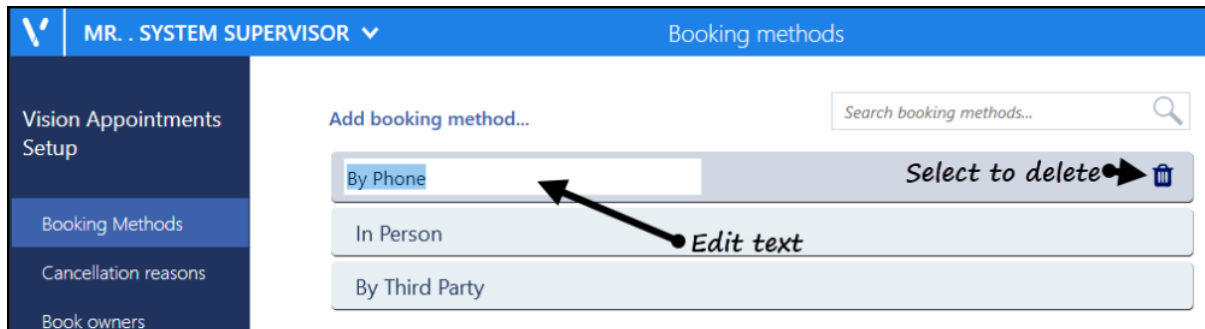 MR. . SYSTEM SUPERVISOR
Booking methods
Vision Appointments
Setup
Booking Methods
Cancellation reasons
Book owners
Add booking method...
Search booking methods...
By Phone
Select to delete
In Person
Edit text
By Third Party